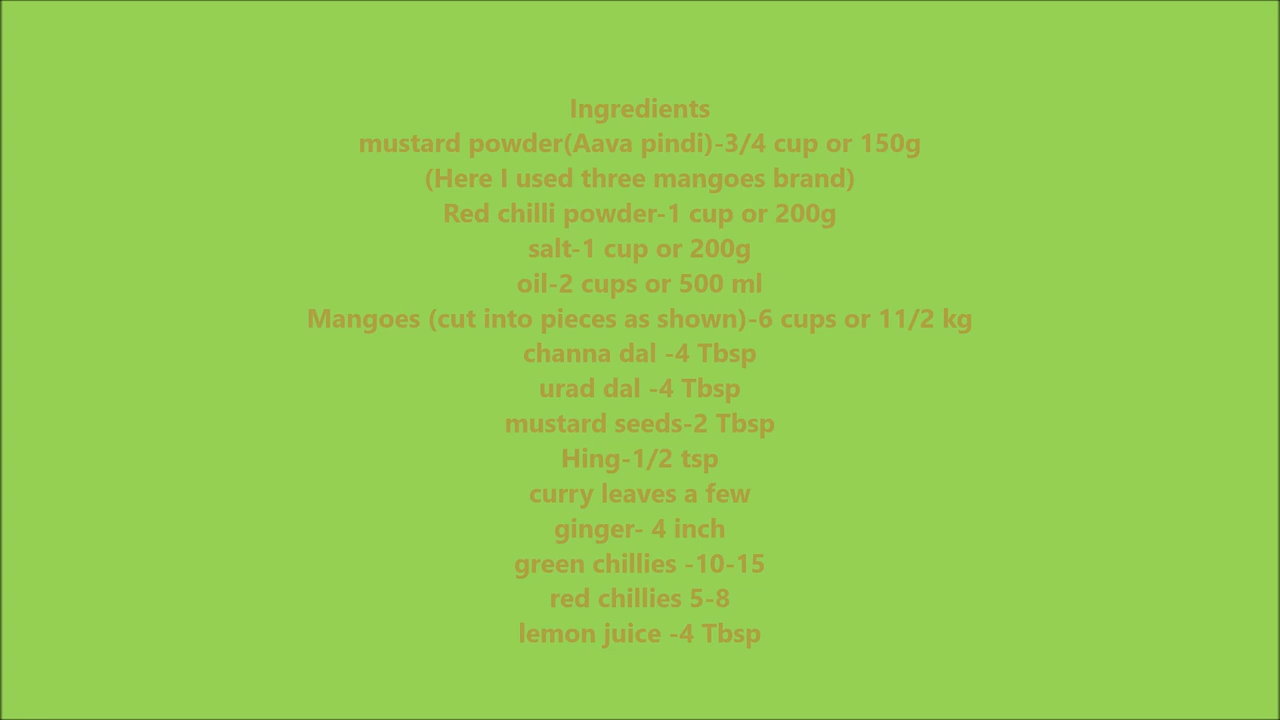 Ingredients
mustard powder(Aava pindi)-3/4 cup or 150g
(Here I used three mangoes brand)
Red chilli powder-1 cup or 200g
salt-1 cup or 200g
oil-2 cups or 500 ml
Mangoes (cut into pieces as shown)-6 cups or 11/2 kg
channa dal -4 Tbsp
urad dal -4 Tbsp
mustard seeds-2 Tbsp
Hing-1/2 tsp
curry leaves a few
ginger- 4 inch
green chillies -10-15
red chillies 5-8
lemon juice -4 Tbsp